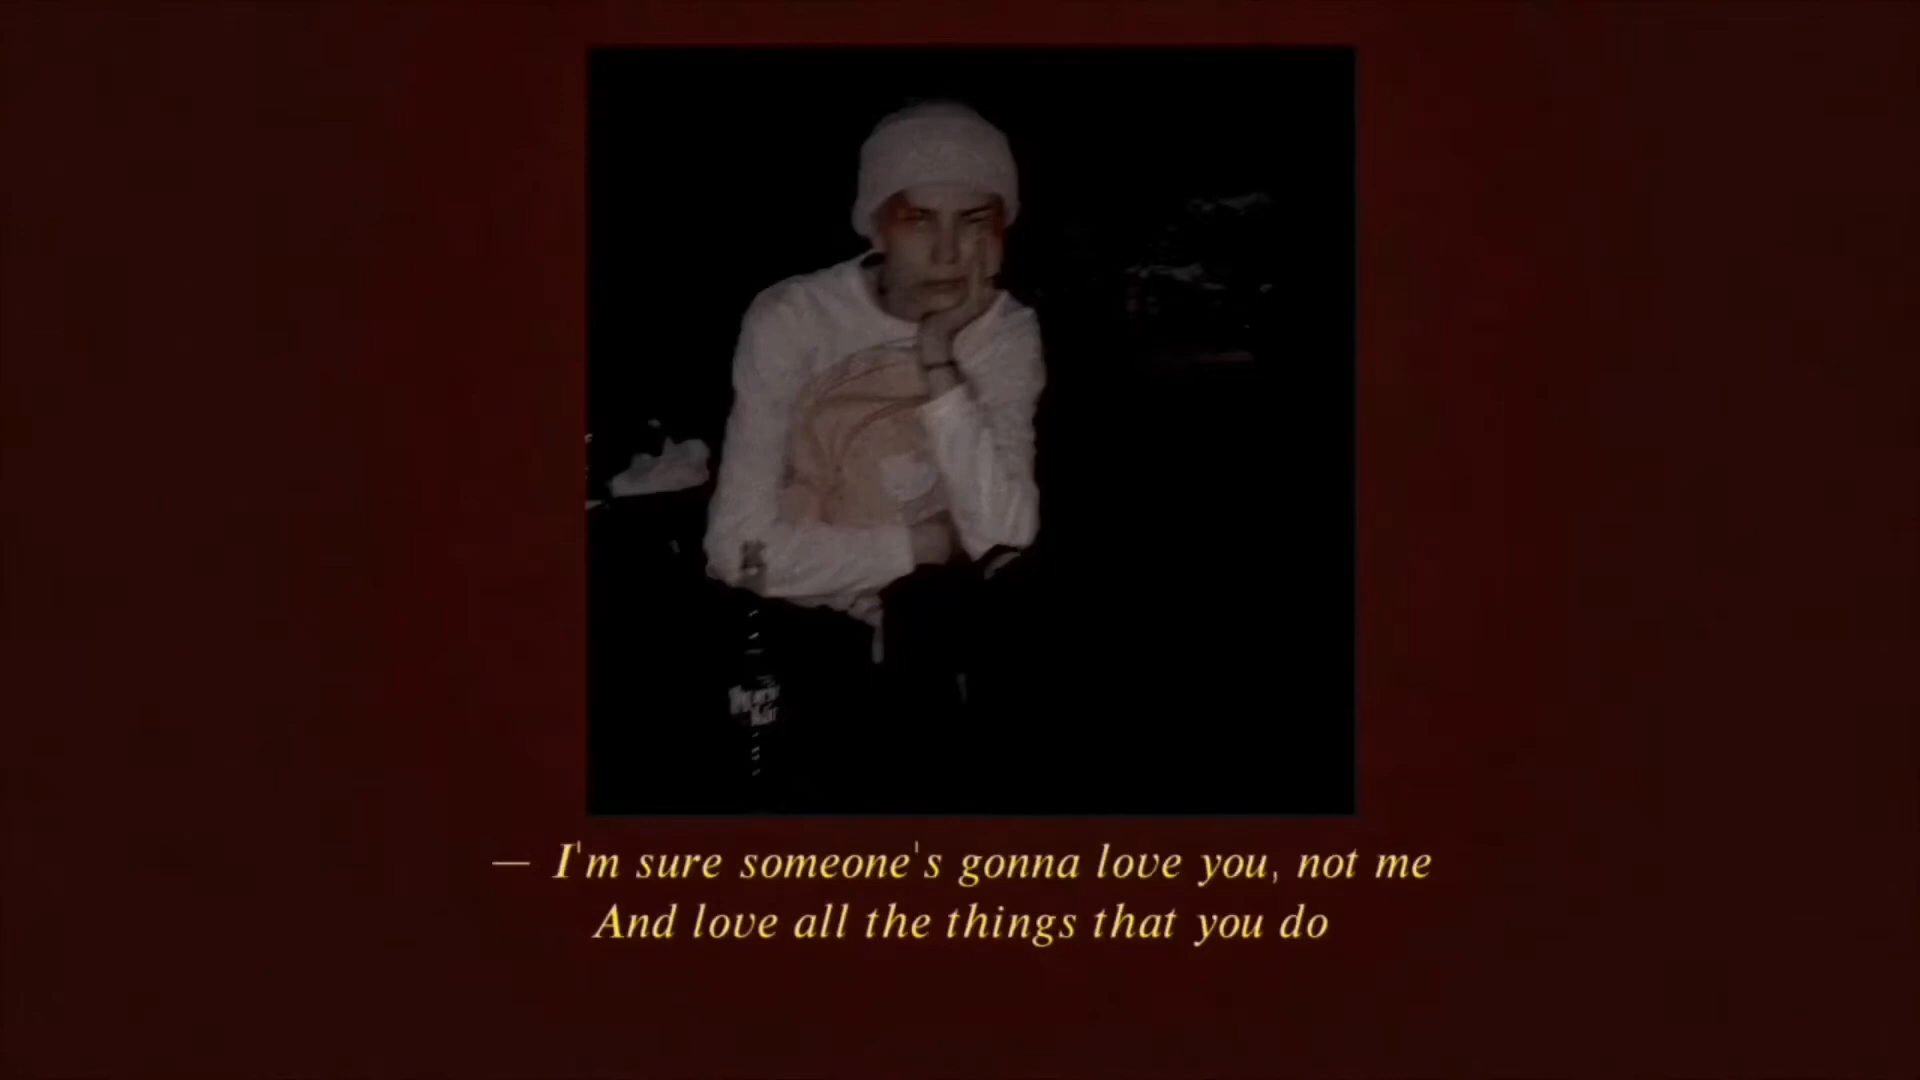 — I'm sure someone's gonna love you, not me
And love all the things that you do